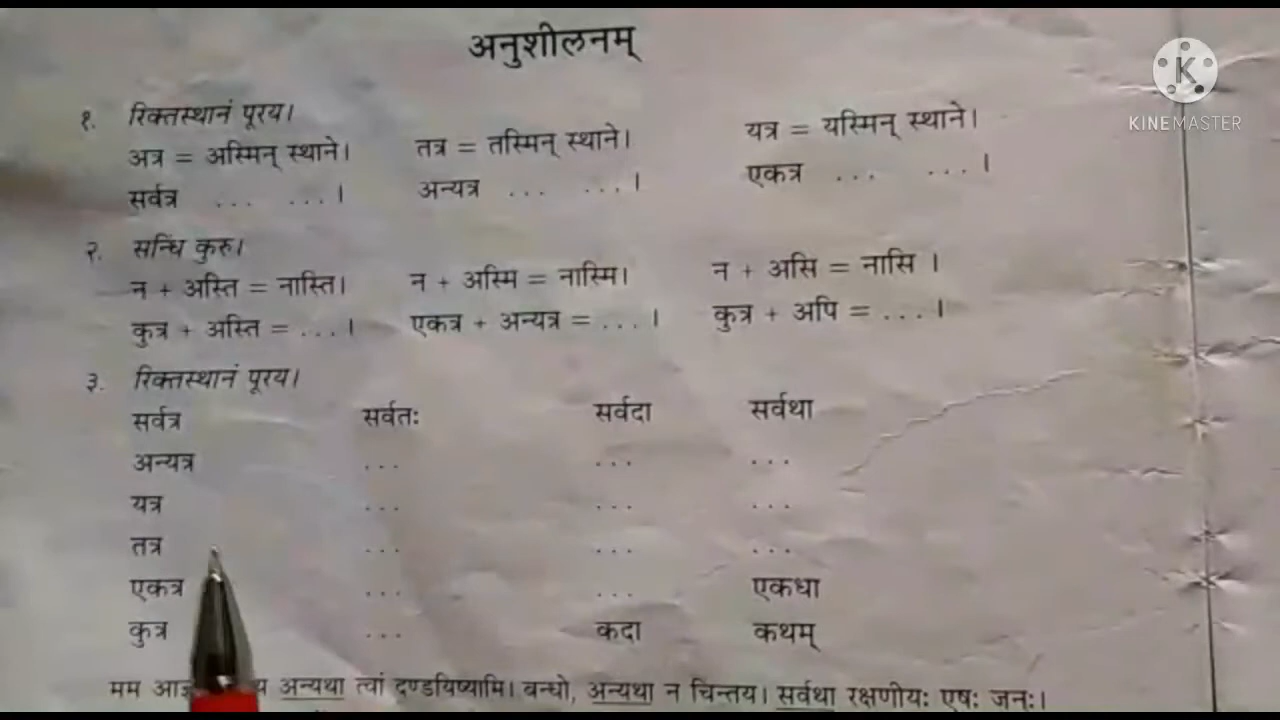 अनुशीलनम्
KINEMASTER
१. रिक्तस्थानं पूरय।
अत्र = अस्मिन् स्थाने। तत्र = तस्मिन् स्थाने। यत्र = यस्मिन् स्थाने।
सर्वत्र ... ...। अन्यत्र ... ...। एकत्र ... ...।
२. सन्धिं कुरु।
न + अस्ति = नास्ति। न + अस्मि = नास्मि। न + असि = नासि ।
कुत्र + अस्ति = ...। एकत्र + अन्यत्र = ...। कुत्र + अपि = ...।
३. रिक्तस्थानं पूरय।
सर्वत्र सर्वतः सर्वदा सर्वथा
अन्यत्र ... ... ...
यत्र ... ... ...
तत्र ... ... ...
एकत्र ... ... एकधा
कुत्र ... कदा कथम्
मम अन्यथा त्वां दण्डयिष्यामि। बन्धो, अन्यथा न चिन्तय। सर्वथा रक्षणीयः एषः जनः।